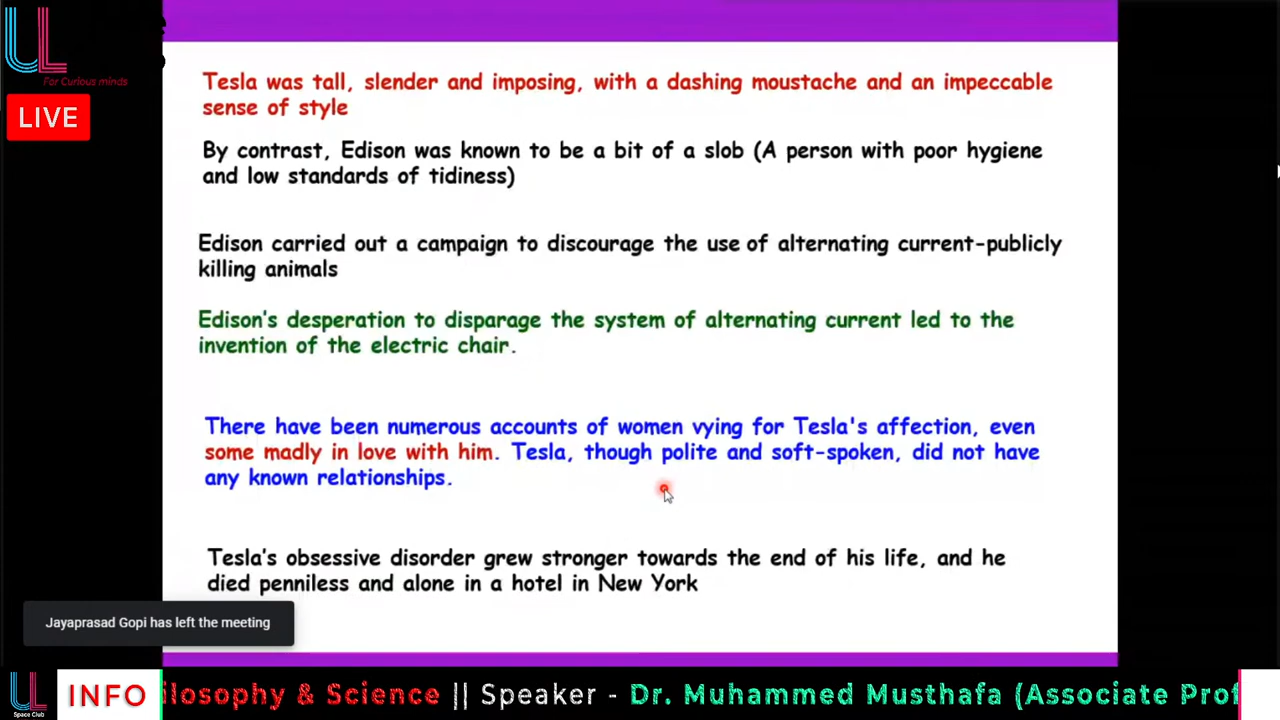 UL
For Curious minds
LIVE
Tesla was tall, slender and imposing, with a dashing moustache and an impeccable
sense of style
By contrast, Edison was known to be a bit of a slob (A person with poor hygiene
and low standards of tidiness)
Edison carried out a campaign to discourage the use of alternating current-publicly
killing animals
Edison's desperation to disparage the system of alternating current led to the
invention of the electric chair.
There have been numerous accounts of women vying for Tesla's affection, even
some madly in love with him. Tesla, though polite and soft-spoken, did not have
any known relationships.
Tesla's obsessive disorder grew stronger towards the end of his life, and he
died penniless and alone in a hotel in New York
Jayaprasad Gopi has left the meeting
UL
Space Club
INFO
ilosophy & Science || Speaker - Dr. Muhammed Musthafa (Associate Prof